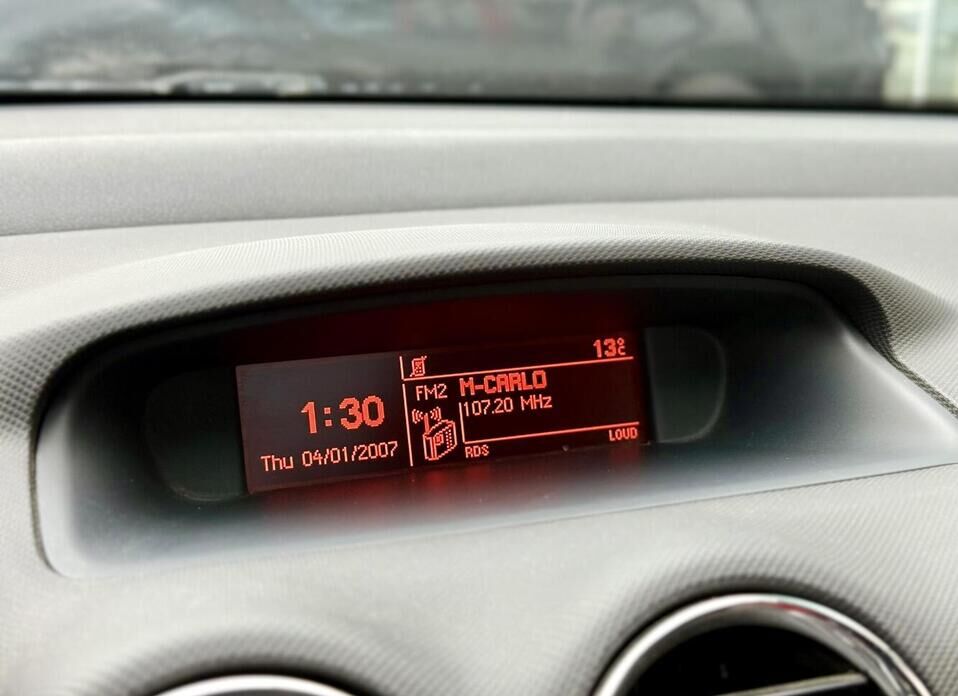 1:30
Thu 04/01/2007
13°C
FM2 M-CARLO
107.20 MHz
LOUD
RDS